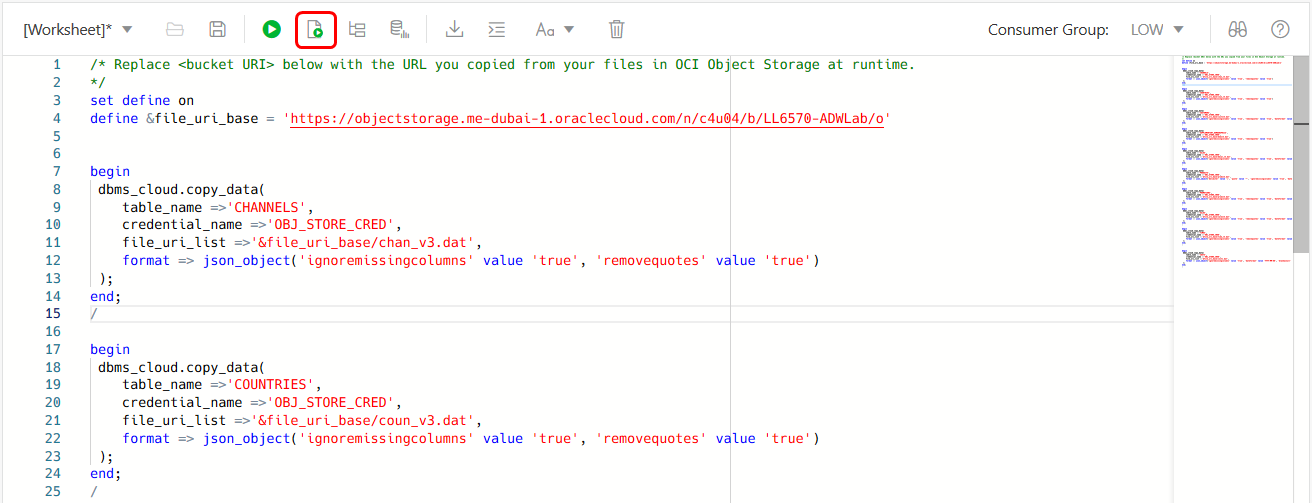 [Worksheet]*
Aa
Consumer Group: LOW
1 /* Replace <bucket URI> below with the URL you copied from your files in OCI Object Storage at runtime.
2 */
3 set define on
4 define &file_uri_base = 'https://objectstorage.me-dubai-1.oraclecloud.com/n/c4u04/b/LL6570-ADWLab/o'
5
6
7 begin
8 dbms_cloud.copy_data(
9 table_name =>'CHANNELS',
10 credential_name =>'OBJ_STORE_CRED',
11 file_uri_list =>'&file_uri_base/chan_v3.dat',
12 format => json_object('ignoremissingcolumns' value 'true', 'removequotes' value 'true')
13 );
14 end;
15 /
16
17 begin
18 dbms_cloud.copy_data(
19 table_name =>'COUNTRIES',
20 credential_name =>'OBJ_STORE_CRED',
21 file_uri_list =>'&file_uri_base/coun_v3.dat',
22 format => json_object('ignoremissingcolumns' value 'true', 'removequotes' value 'true')
23 );
24 end;
25 /